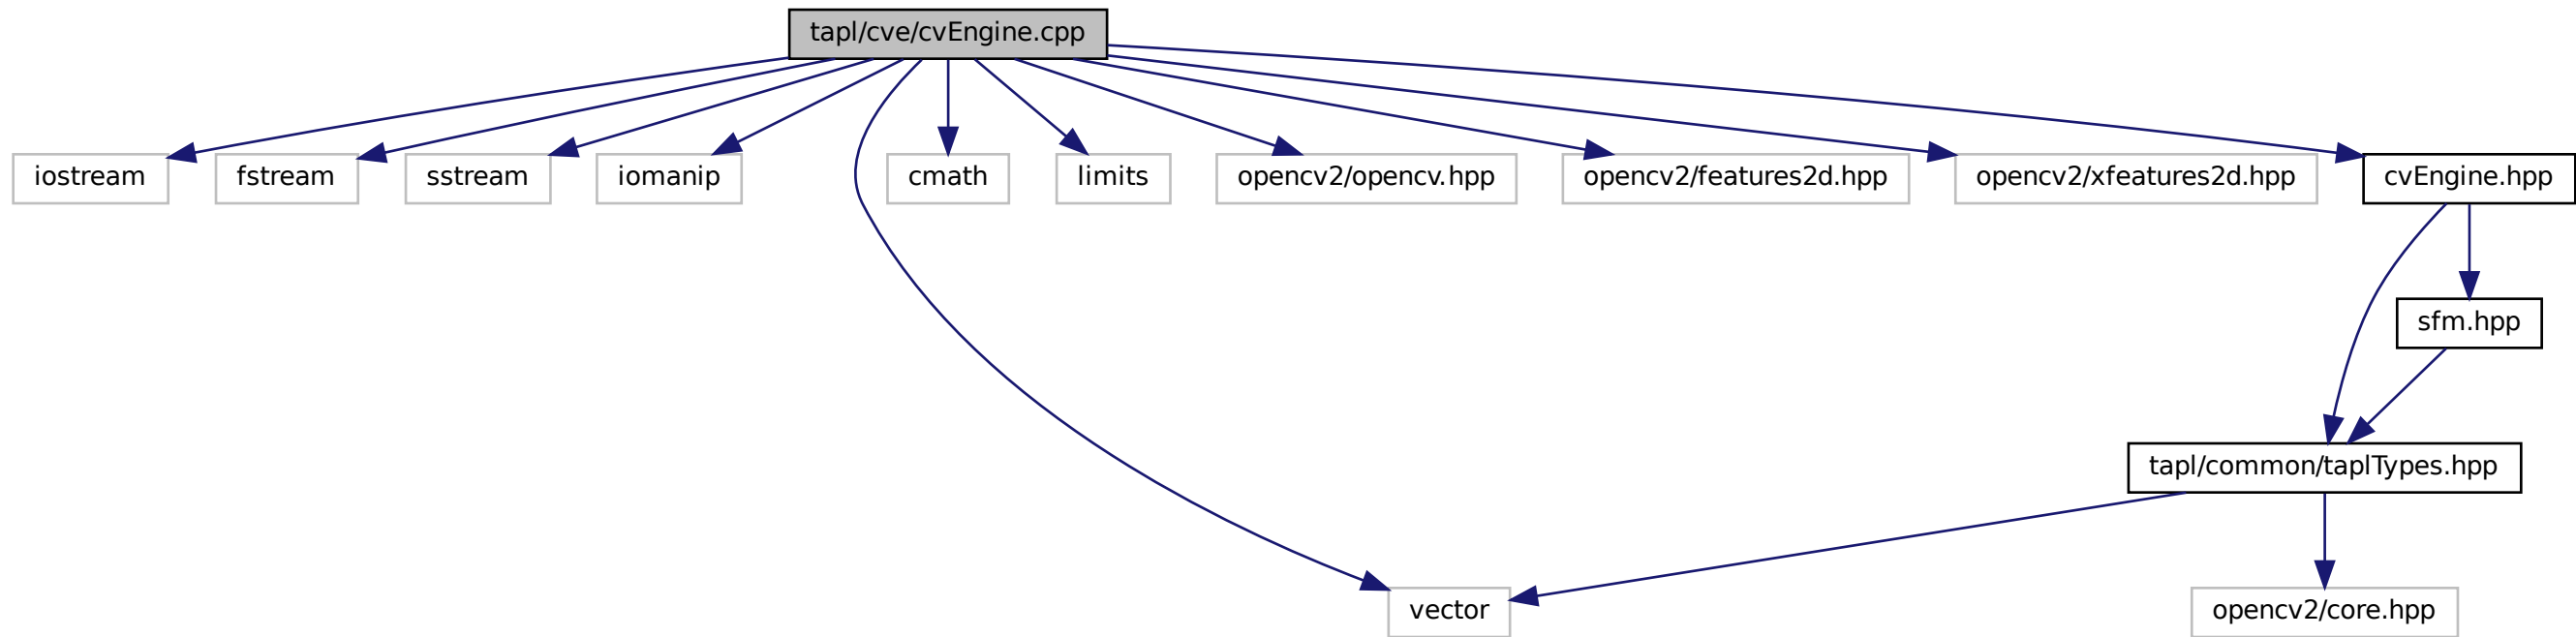 tapl/cve/cvEngine.cpp
iostream
fstream
sstream
iomanip
cmath
limits
opencv2/opencv.hpp
opencv2/features2d.hpp
opencv2/xfeatures2d.hpp
cvEngine.hpp
sfm.hpp
tapl/common/taplTypes.hpp
vector
opencv2/core.hpp